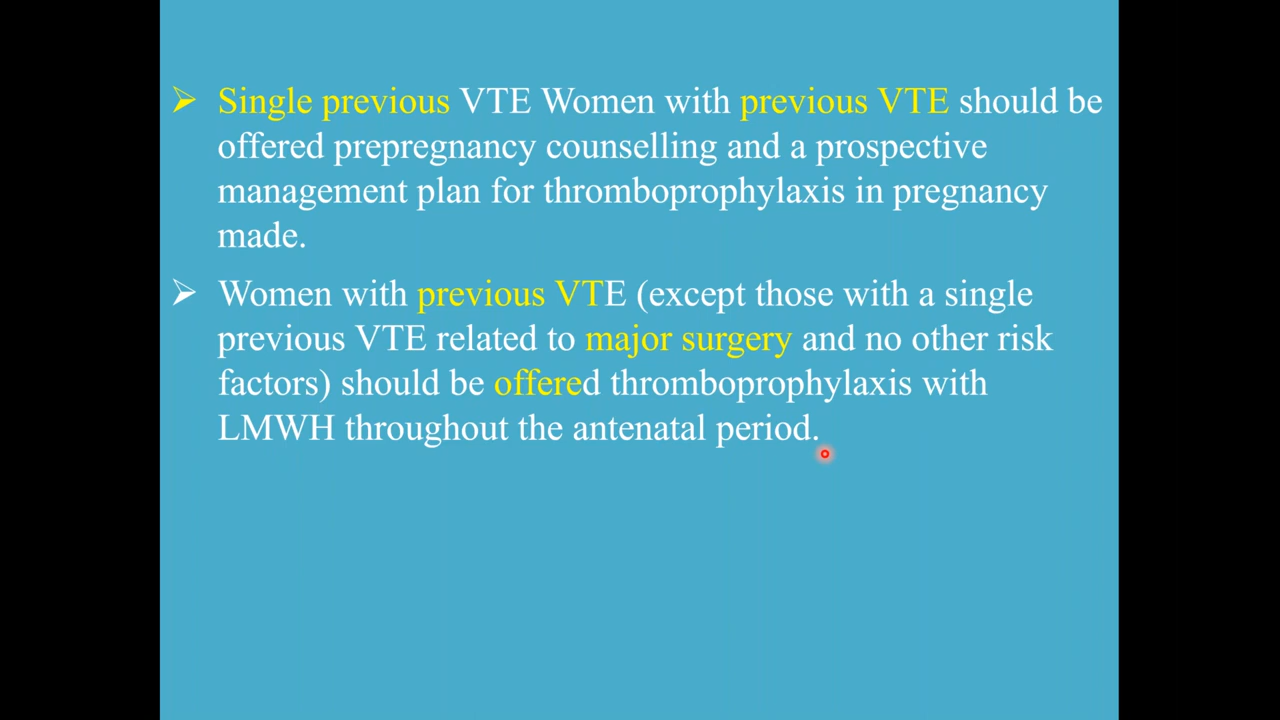 ➢ Single previous VTE Women with previous VTE should be
offered prepregnancy counselling and a prospective
management plan for thromboprophylaxis in pregnancy
made.
➢ Women with previous VTE (except those with a single
previous VTE related to major surgery and no other risk
factors) should be offered thromboprophylaxis with
LMWH throughout the antenatal period.